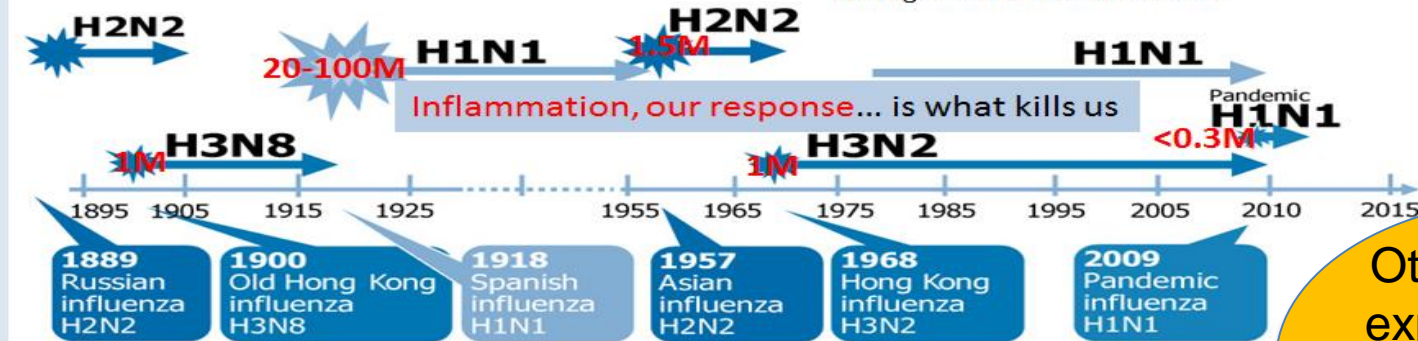 H2N2
20-100M
H1N1
1.5M
H2N2
H1N1
Inflammation, our response... is what kills us
1M
H3N8
1M
H3N2
Pandemic
H1N1
<0.3M
1895 1905 1915 1925 1955 1965 1975 1985 1995 2005 2010 2015
1889
Russian
influenza
H2N2
1900
Old Hong Kong
influenza
H3N8
1918
Spanish
influenza
H1N1
1957
Asian
influenza
H2N2
1968
Hong Kong
influenza
H3N2
2009
Pandemic
influenza
H1N1